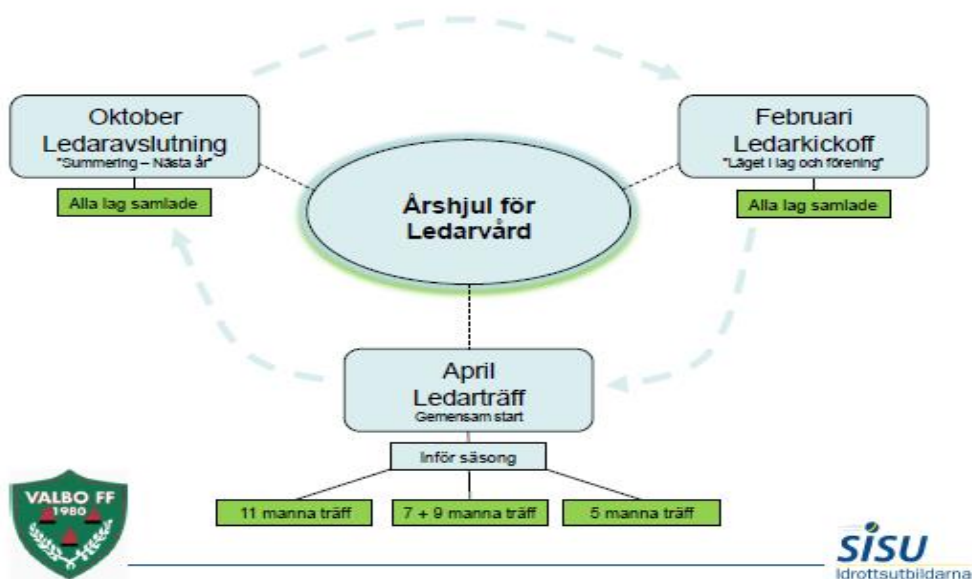 Oktober
Ledaravslutning
"Summering – Nästa år"
Alla lag samlade
Februari
Ledarkickoff
"Läget i lag och förening"
Alla lag samlade
Årshjul för
Ledarvård
April
Ledarträff
Gemensam start
Inför säsong
11 manna träff
7 + 9 manna träff
5 manna träff
VALBO FF
1980
SISU
Idrottsutbildarna